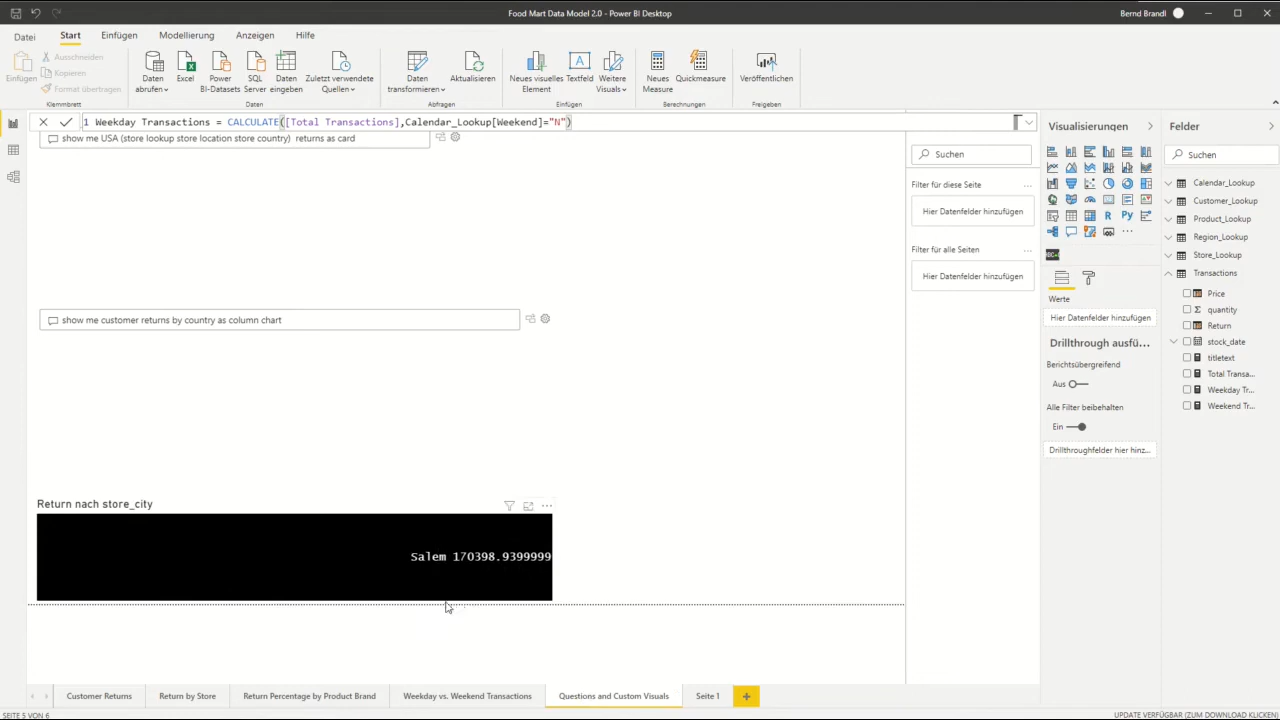 Food Mart Data Model 2.0 - Power BI Desktop
Bernd Brandl
Datei Start Einfügen Modellierung Anzeigen Hilfe
Einfügen
Ausschneiden
Kopieren
Format übertragen
Klemmbrett
Daten abrufen
Excel
Power BI-Datasets
SQL Server
Daten eingeben
Zuletzt verwendete Quellen
Daten
Daten transformieren
Aktualisieren
Abfragen
Neues visuelles Element
Textfeld
Weitere Visuals
Einfügen
Neues Measure
Quickmeasure
Berechnungen
Veröffentlichen
Freigeben
1 Weekday Transactions = CALCULATE([Total Transactions],Calendar_Lookup[Weekend]="N")
show me USA (store lookup store location store country) returns as card
show me customer returns by country as column chart
Return nach store_city
Salem 170398.9399999
Suchen
Filter für diese Seite
...
Hier Datenfelder hinzufügen
Filter für alle Seiten
...
Hier Datenfelder hinzufügen
Visualisierungen
R Py
...
Werte
Hier Datenfelder hinzufügen
Drillthrough ausfü...
Berichtsübergreifend
Aus
Alle Filter beibehalten
Ein
Drillthroughfelder hier hinz...
Felder
Suchen
Calendar_Lookup
Customer_Lookup
Product_Lookup
Region_Lookup
Store_Lookup
Transactions
Price
Σ quantity
Return
stock_date
titletext
Total Transa...
Weekday Tr...
Weekend Tr...
Customer Returns
Return by Store
Return Percentage by Product Brand
Weekday vs. Weekend Transactions
Questions and Custom Visuals
Seite 1
+
SEITE 5 VON 6
UPDATE VERFÜGBAR (ZUM DOWNLOAD KLICKEN)